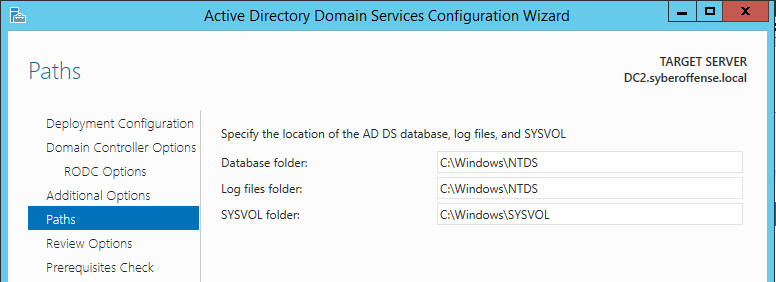 Active Directory Domain Services Configuration Wizard
Paths
TARGET SERVER
DC2.syberoffense.local
Deployment Configuration
Domain Controller Options
RODC Options
Additional Options
Paths
Review Options
Prerequisites Check
Specify the location of the AD DS database, log files, and SYSVOL
Database folder: C:\Windows\NTDS
Log files folder: C:\Windows\NTDS
SYSVOL folder: C:\Windows\SYSVOL